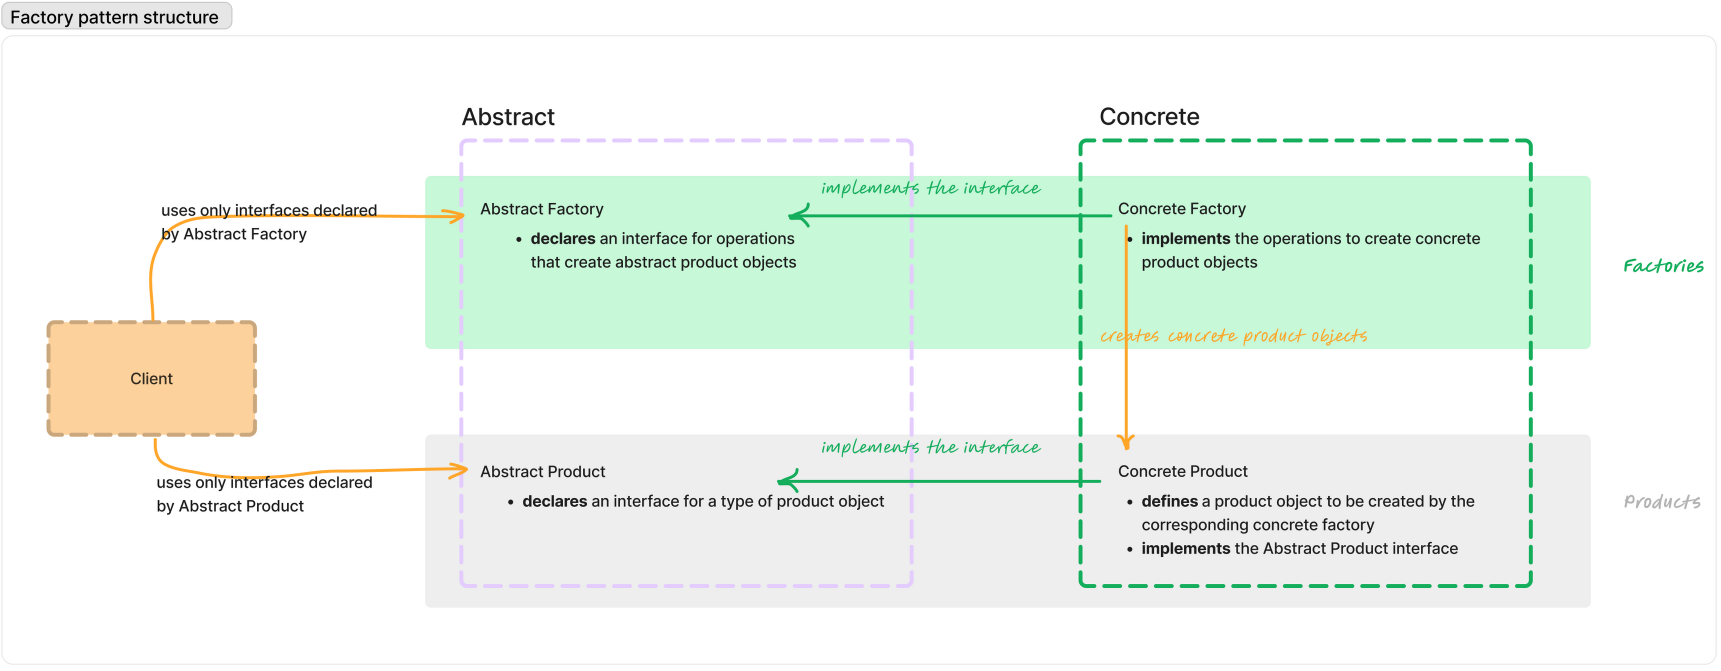 Factory pattern structure
Abstract
Concrete
implements the interface
uses only interfaces declared
by Abstract Factory
Abstract Factory
• declares an interface for operations
that create abstract product objects
Concrete Factory
• implements the operations to create concrete
product objects
Factories
creates concrete product objects
Client
implements the interface
uses only interfaces declared
by Abstract Product
Abstract Product
• declares an interface for a type of product object
Concrete Product
• defines a product object to be created by the
corresponding concrete factory
• implements the Abstract Product interface
Products